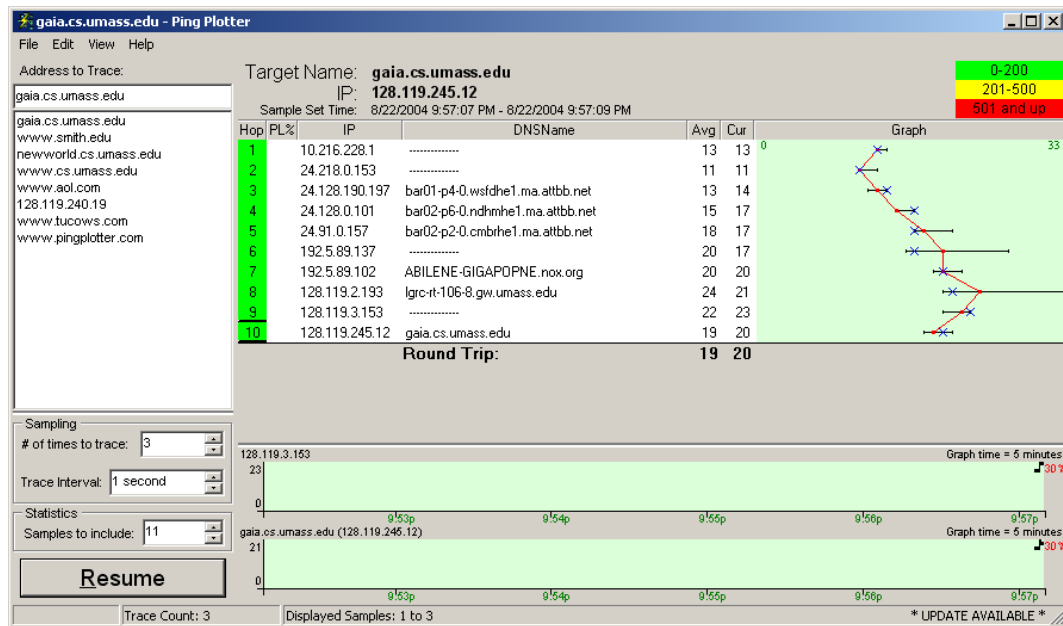 gaia.cs.umass.edu - Ping Plotter
File Edit View Help
Address to Trace:
gaia.cs.umass.edu
gaia.cs.umass.edu
www.smith.edu
newworld.cs.umass.edu
www.cs.umass.edu
www.aol.com
128.119.240.19
www.tucows.com
www.pingplotter.com
Sampling
# of times to trace: 3
Trace Interval: 1 second
Statistics
Samples to include: 11
Resume
Target Name: gaia.cs.umass.edu
IP: 128.119.245.12
Sample Set Time: 8/22/2004 9:57:07 PM - 8/22/2004 9:57:09 PM
0-200
201-500
501 and up
Hop PL% IP DNSName Avg Cur Graph
0 33
1 10.216.228.1 ------------- 13 13
2 24.218.0.153 ------------- 11 11
3 24.128.190.197 bar01-p4-0.wsfdhe1.ma.attbb.net 13 14
4 24.128.0.101 bar02-p6-0.ndhmhe1.ma.attbb.net 15 17
5 24.91.0.157 bar02-p2-0.cmbrhe1.ma.attbb.net 18 17
6 192.5.89.137 ------------- 20 17
7 192.5.89.102 ABILENE-GIGAPOPNE.nox.org 20 20
8 128.119.2.193 lgrc-rt-106-8.gw.umass.edu 24 21
9 128.119.3.153 ------------- 22 23
10 128.119.245.12 gaia.cs.umass.edu 19 20
Round Trip: 19 20
128.119.3.153 Graph time = 5 minutes
23 30%
0
9:53p 9:54p 9:55p 9:56p 9:57p
gaia.cs.umass.edu (128.119.245.12) Graph time = 5 minutes
21 30%
0
9:53p 9:54p 9:55p 9:56p 9:57p
Trace Count: 3 Displayed Samples: 1 to 3 * UPDATE AVAILABLE *